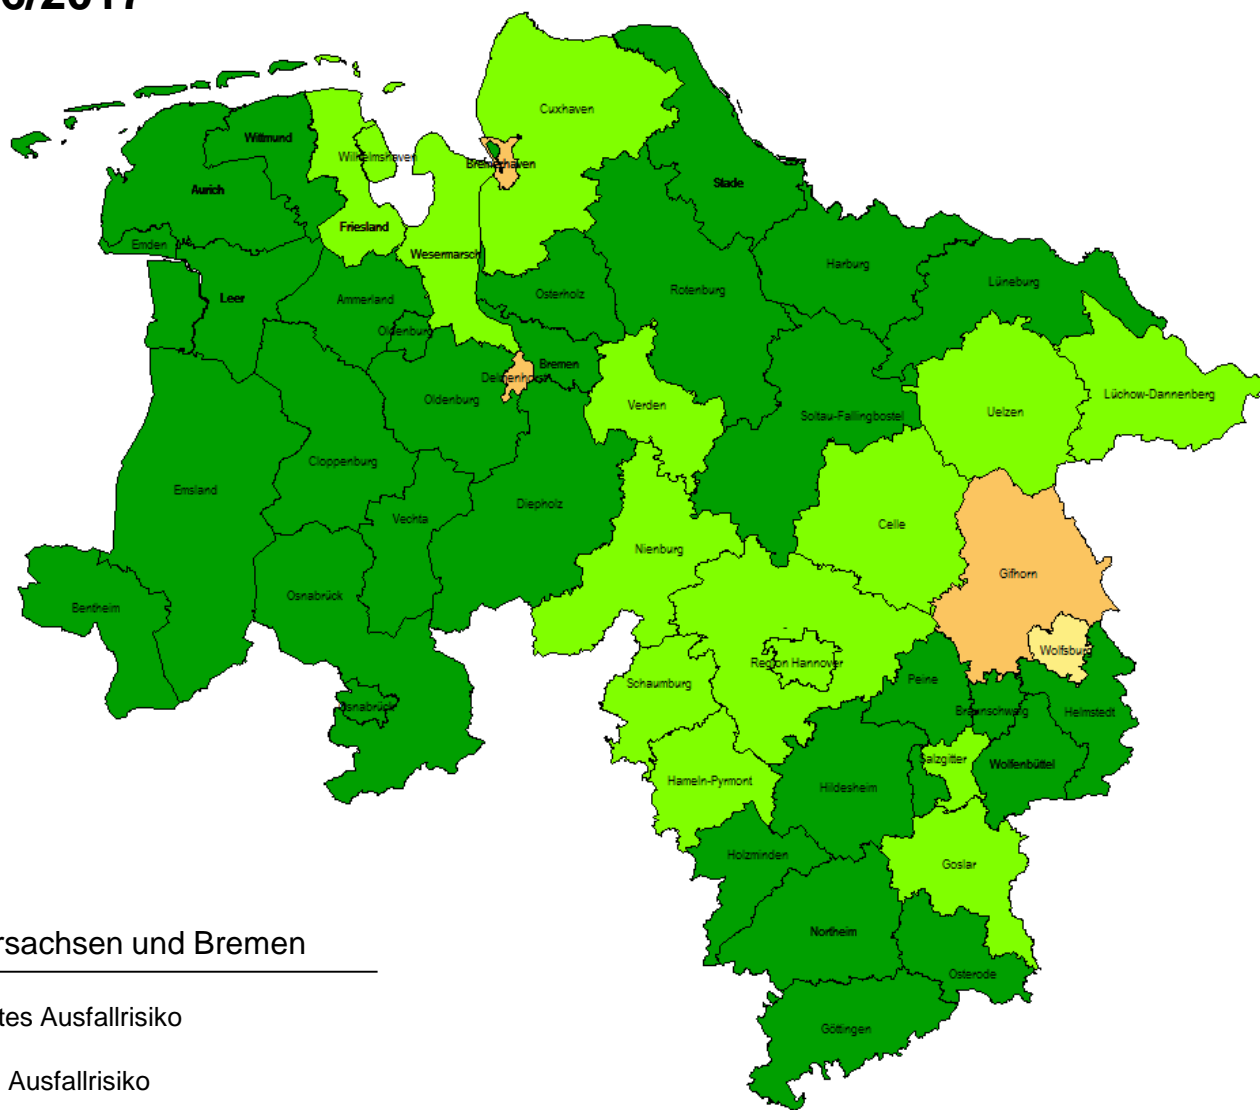 6/2017
Cuxhaven
Wittmund
Wilhelmshaven
Bremerhaven
Aurich
Stade
Friesland
Emden
Wesermarsch
Harburg
Leer
Ammerland
Osterholz
Rotenburg
Lüneburg
Oldenburg
Bremen
Delmenhorst
Oldenburg
Verden
Soltau-Fallingbostel
Uelzen
Lüchow-Dannenberg
Cloppenburg
Emsland
Vechta
Diepholz
Celle
Nienburg
Gifhorn
Bentheim
Osnabrück
Wolfsburg
Region Hannover
Schaumburg
Peine
Osnabrück
Braunschweig
Helmstedt
Salzgitter
Wolfenbüttel
Hameln-Pyrmont
Hildesheim
Holzminden
Goslar
Northeim
rsachsen und Bremen
Osterode
tes Ausfallrisiko
Göttingen
Ausfallrisiko